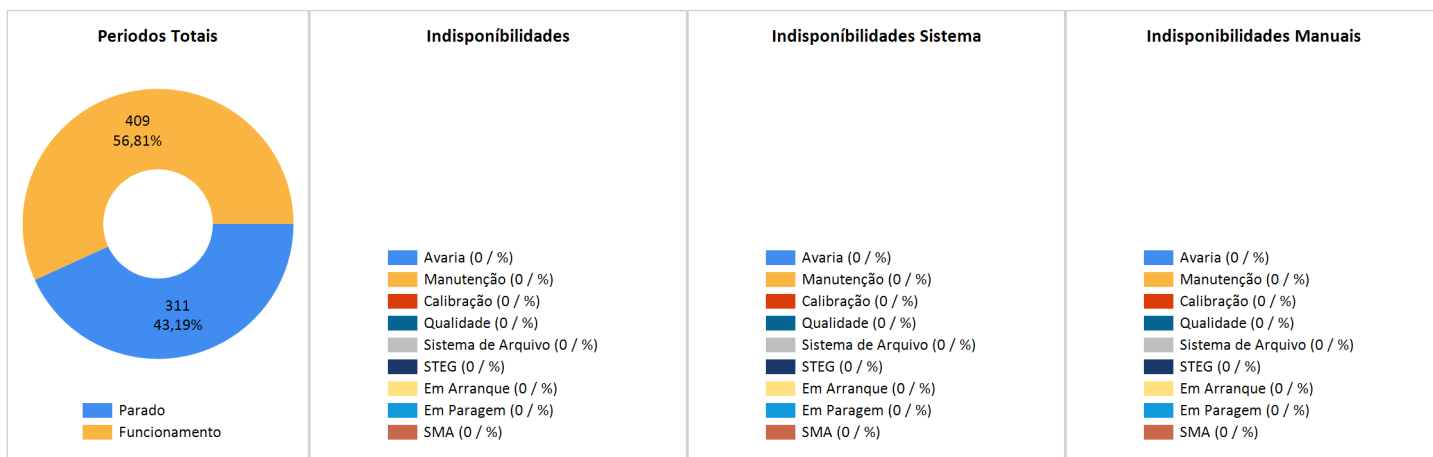 Periodos Totais
409
56,81%
311
43,19%
Parado
Funcionamento
Indisponíbilidades
Avaria (0 / %)
Manutenção (0 / %)
Calibração (0 / %)
Qualidade (0 / %)
Sistema de Arquivo (0 / %)
STEG (0 / %)
Em Arranque (0 / %)
Em Paragem (0 / %)
SMA (0 / %)
Indisponíbilidades Sistema
Avaria (0 / %)
Manutenção (0 / %)
Calibração (0 / %)
Qualidade (0 / %)
Sistema de Arquivo (0 / %)
STEG (0 / %)
Em Arranque (0 / %)
Em Paragem (0 / %)
SMA (0 / %)
Indisponibilidades Manuais
Avaria (0 / %)
Manutenção (0 / %)
Calibração (0 / %)
Qualidade (0 / %)
Sistema de Arquivo (0 / %)
STEG (0 / %)
Em Arranque (0 / %)
Em Paragem (0 / %)
SMA (0 / %)